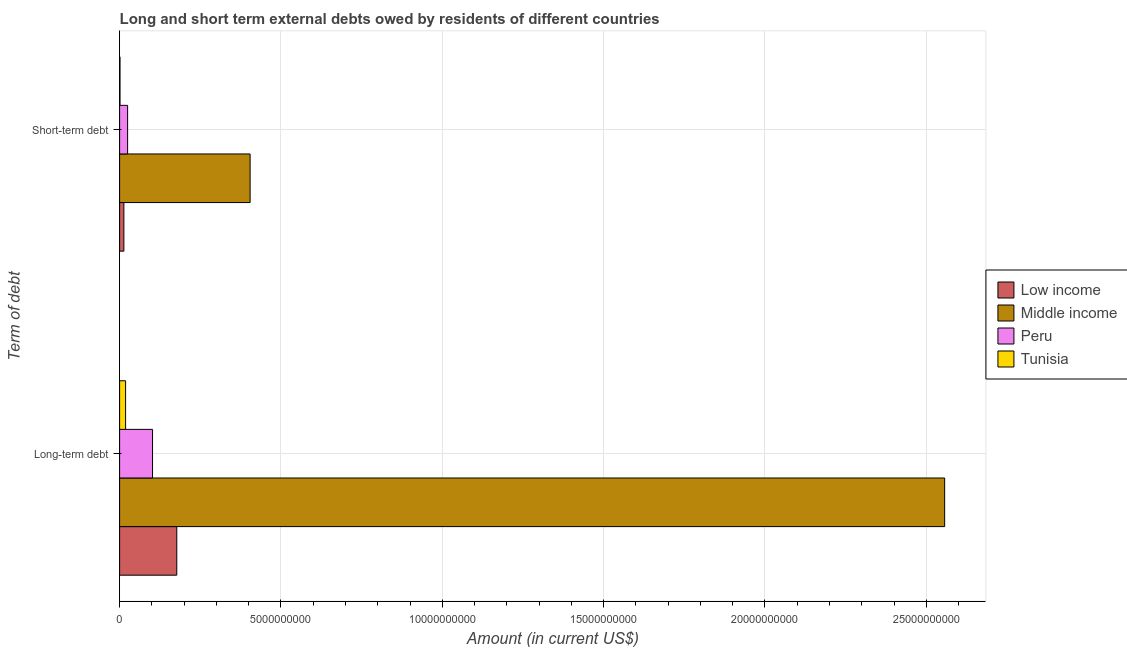 Long and short term external debts owed by residents of different countries
Short-term debt
Long-term debt
Term of debt
0
5000000000
10000000000
15000000000
20000000000
25000000000
Amount (in current US$)
Low income
Middle income
Peru
Tunisia